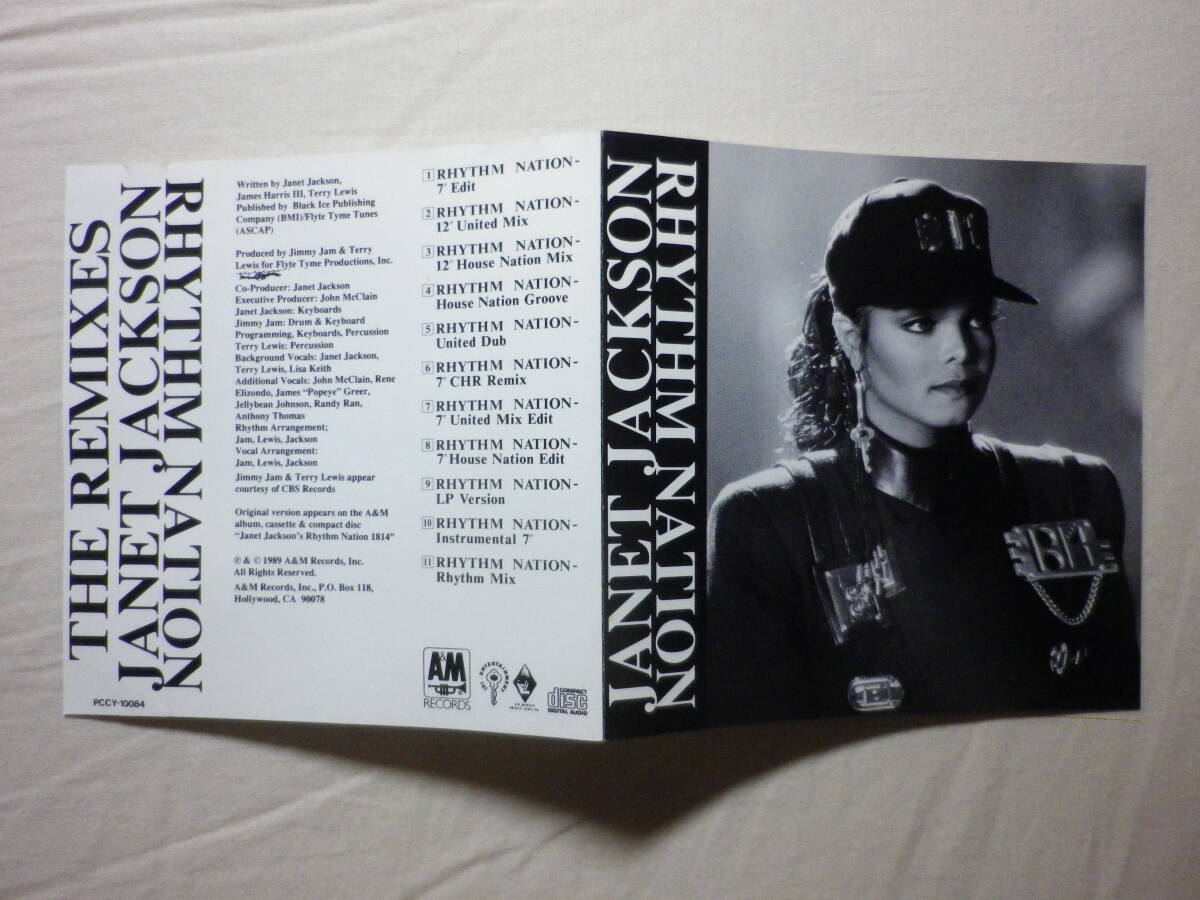 THE REMIXES
JANET JACKSON
RHYTHM NATION
PCCY-10084
Written by Janet Jackson,
James Harris III, Terry Lewis
Published by Black Ice Publishing
Company (BMI)/Flyte Tyme Tunes
(ASCAP)
Produced by Jimmy Jam & Terry
Lewis for Flyte Tyme Productions, Inc.
Co-Producer: Janet Jackson
Executive Producer: John McClain
Janet Jackson: Keyboards
Jimmy Jam: Drum & Keyboard
Programming, Keyboards, Percussion
Terry Lewis: Percussion
Background Vocals: Janet Jackson,
Terry Lewis, Lisa Keith
Additional Vocals: John McClain, Rene
Elizondo, James "Popeye" Greer,
Jellybean Johnson, Randy Ran,
Anthony Thomas
Rhythm Arrangement;
Jam, Lewis, Jackson
Vocal Arrangement:
Jam, Lewis, Jackson
Jimmy Jam & Terry Lewis appear
courtesy of CBS Records
Original version appears on the A&M
album, cassette & compact disc
"Janet Jackson's Rhythm Nation 1814"
℗ & © 1989 A&M Records, Inc.
All Rights Reserved.
A&M Records, Inc., P.O. Box 118,
Hollywood, CA 90078
1 RHYTHM NATION-
7" Edit
2 RHYTHM NATION-
12" United Mix
3 RHYTHM NATION-
12" House Nation Mix
4 RHYTHM NATION-
House Nation Groove
5 RHYTHM NATION-
United Dub
6 RHYTHM NATION-
7" CHR Remix
7 RHYTHM NATION-
7" United Mix Edit
8 RHYTHM NATION-
7" House Nation Edit
9 RHYTHM NATION-
LP Version
10 RHYTHM NATION-
Instrumental 7"
11 RHYTHM NATION-
Rhythm Mix
A&M
RECORDS
ENTERTAINMENT
COMPACT
disc
DIGITAL AUDIO
JANET JACKSON
RHYTHM NATION